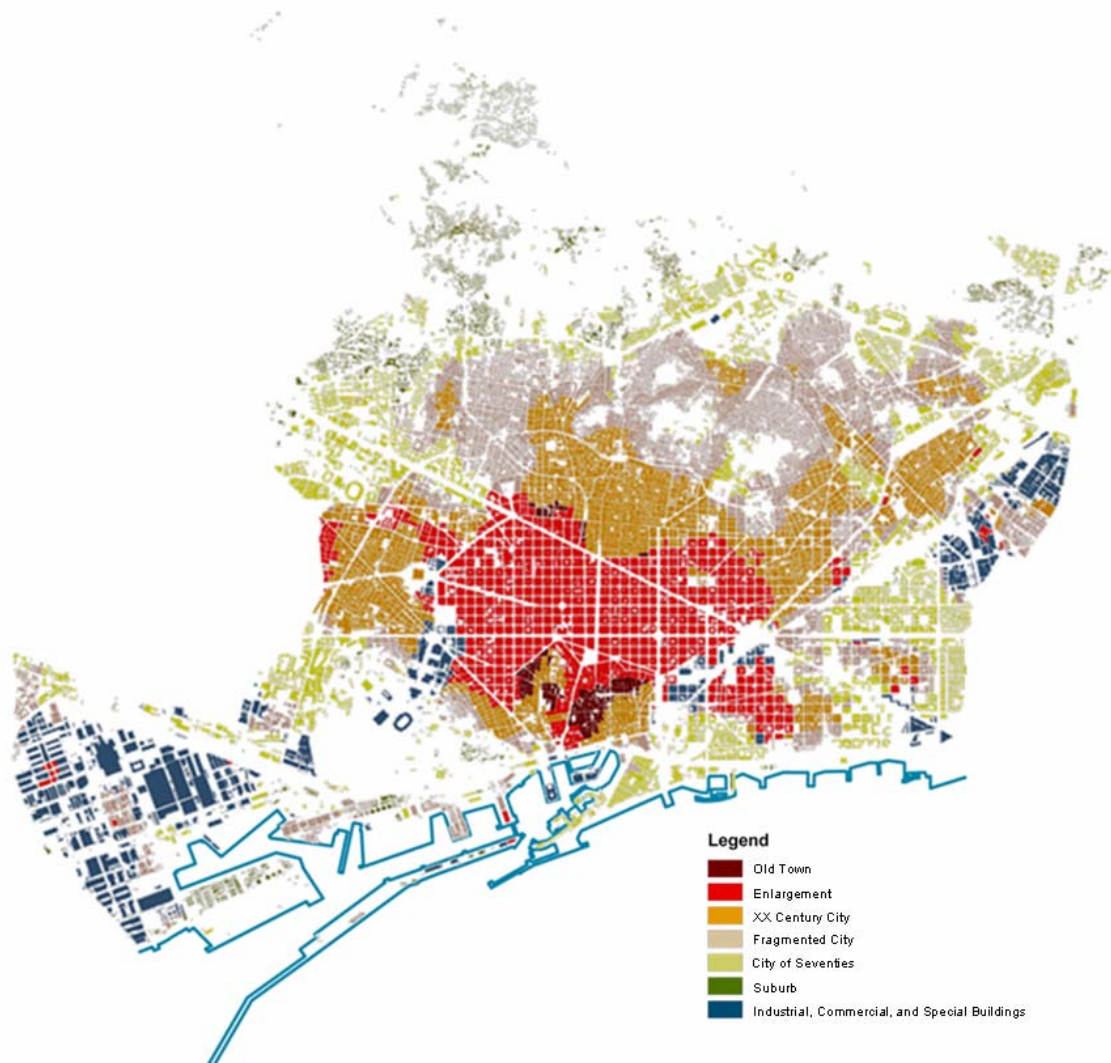 Legend
Old Town
Enlargement
XX Century City
Fragmented City
City of Seventies
Suburb
Industrial, Commercial, and Special Buildings